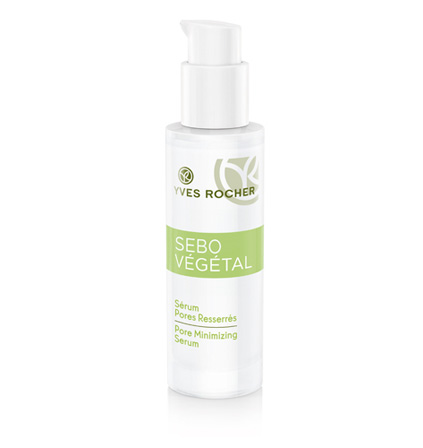 YVES ROCHER
SEBO
VÉGÉTAL
Sérum
Pores Resserrés
Pore Minimizing
Serum